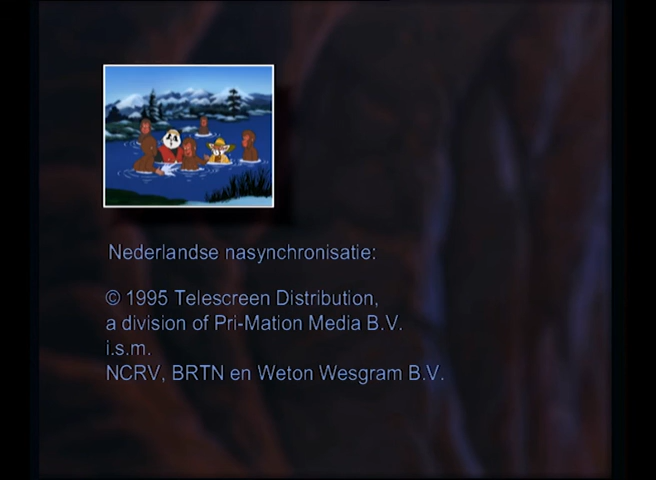 Nederlandse nasynchronisatie:
© 1995 Telescreen Distribution,
a division of Pri-Mation Media B.V.
i.s.m.
NCRV, BRTN en Weton Wesgram B.V.